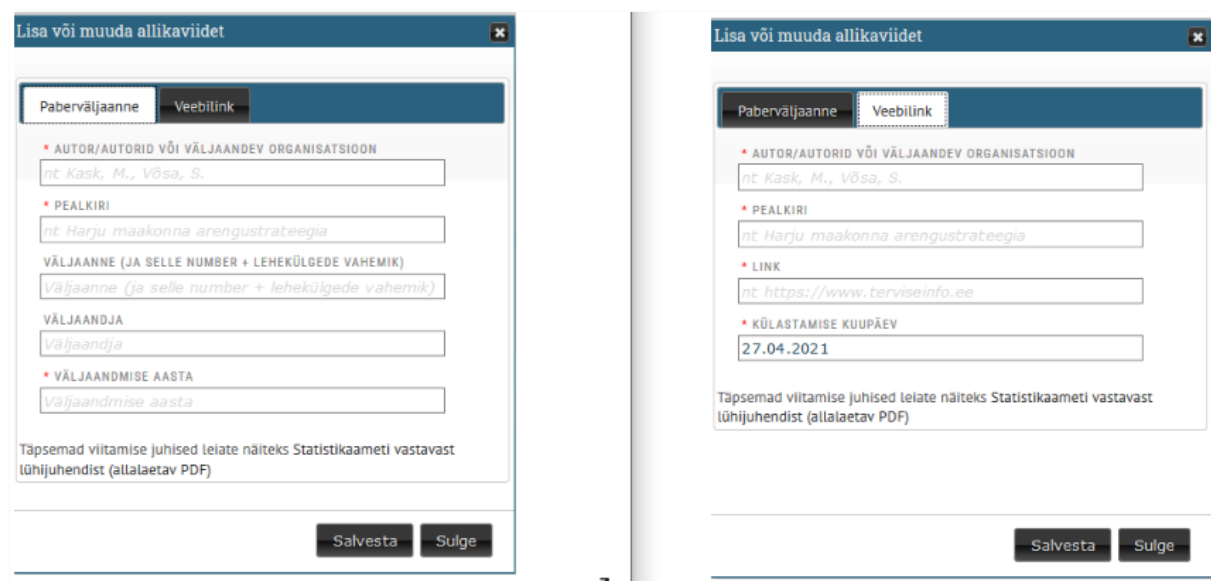 Lisa või muuda allikaviidet
Paberväljaanne Veebilink
* AUTOR/AUTORID VÕI VÄLJAANDEV ORGANISATSIOON
nt Kask, M., Võsa, S.
* PEALKIRI
nt Harju maakonna arengustrateegia
VÄLJAANNE (JA SELLE NUMBER + LEHEKÜLGEDE VAHEMIK)
Väljaanne (ja selle number + lehekülgede vahemik)
VÄLJAANDJA
Väljaandja
* VÄLJAANDMISE AASTA
Väljaandmise aasta
Täpsemad viitamise juhised leiate näiteks Statistikaameti vastavast
lühijuhendist (allalaetav PDF)
Salvesta Sulge
Lisa või muuda allikaviidet
Paberväljaanne Veebilink
* AUTOR/AUTORID VÕI VÄLJAANDEV ORGANISATSIOON
nt Kask, M., Võsa, S.
* PEALKIRI
nt Harju maakonna arengustrateegia
* LINK
nt https://www.terviseinfo.ee
* KÜLASTAMISE KUUPÄEV
27.04.2021
Täpsemad viitamise juhised leiate näiteks Statistikaameti vastavast
lühijuhendist (allalaetav PDF)
Salvesta Sulge